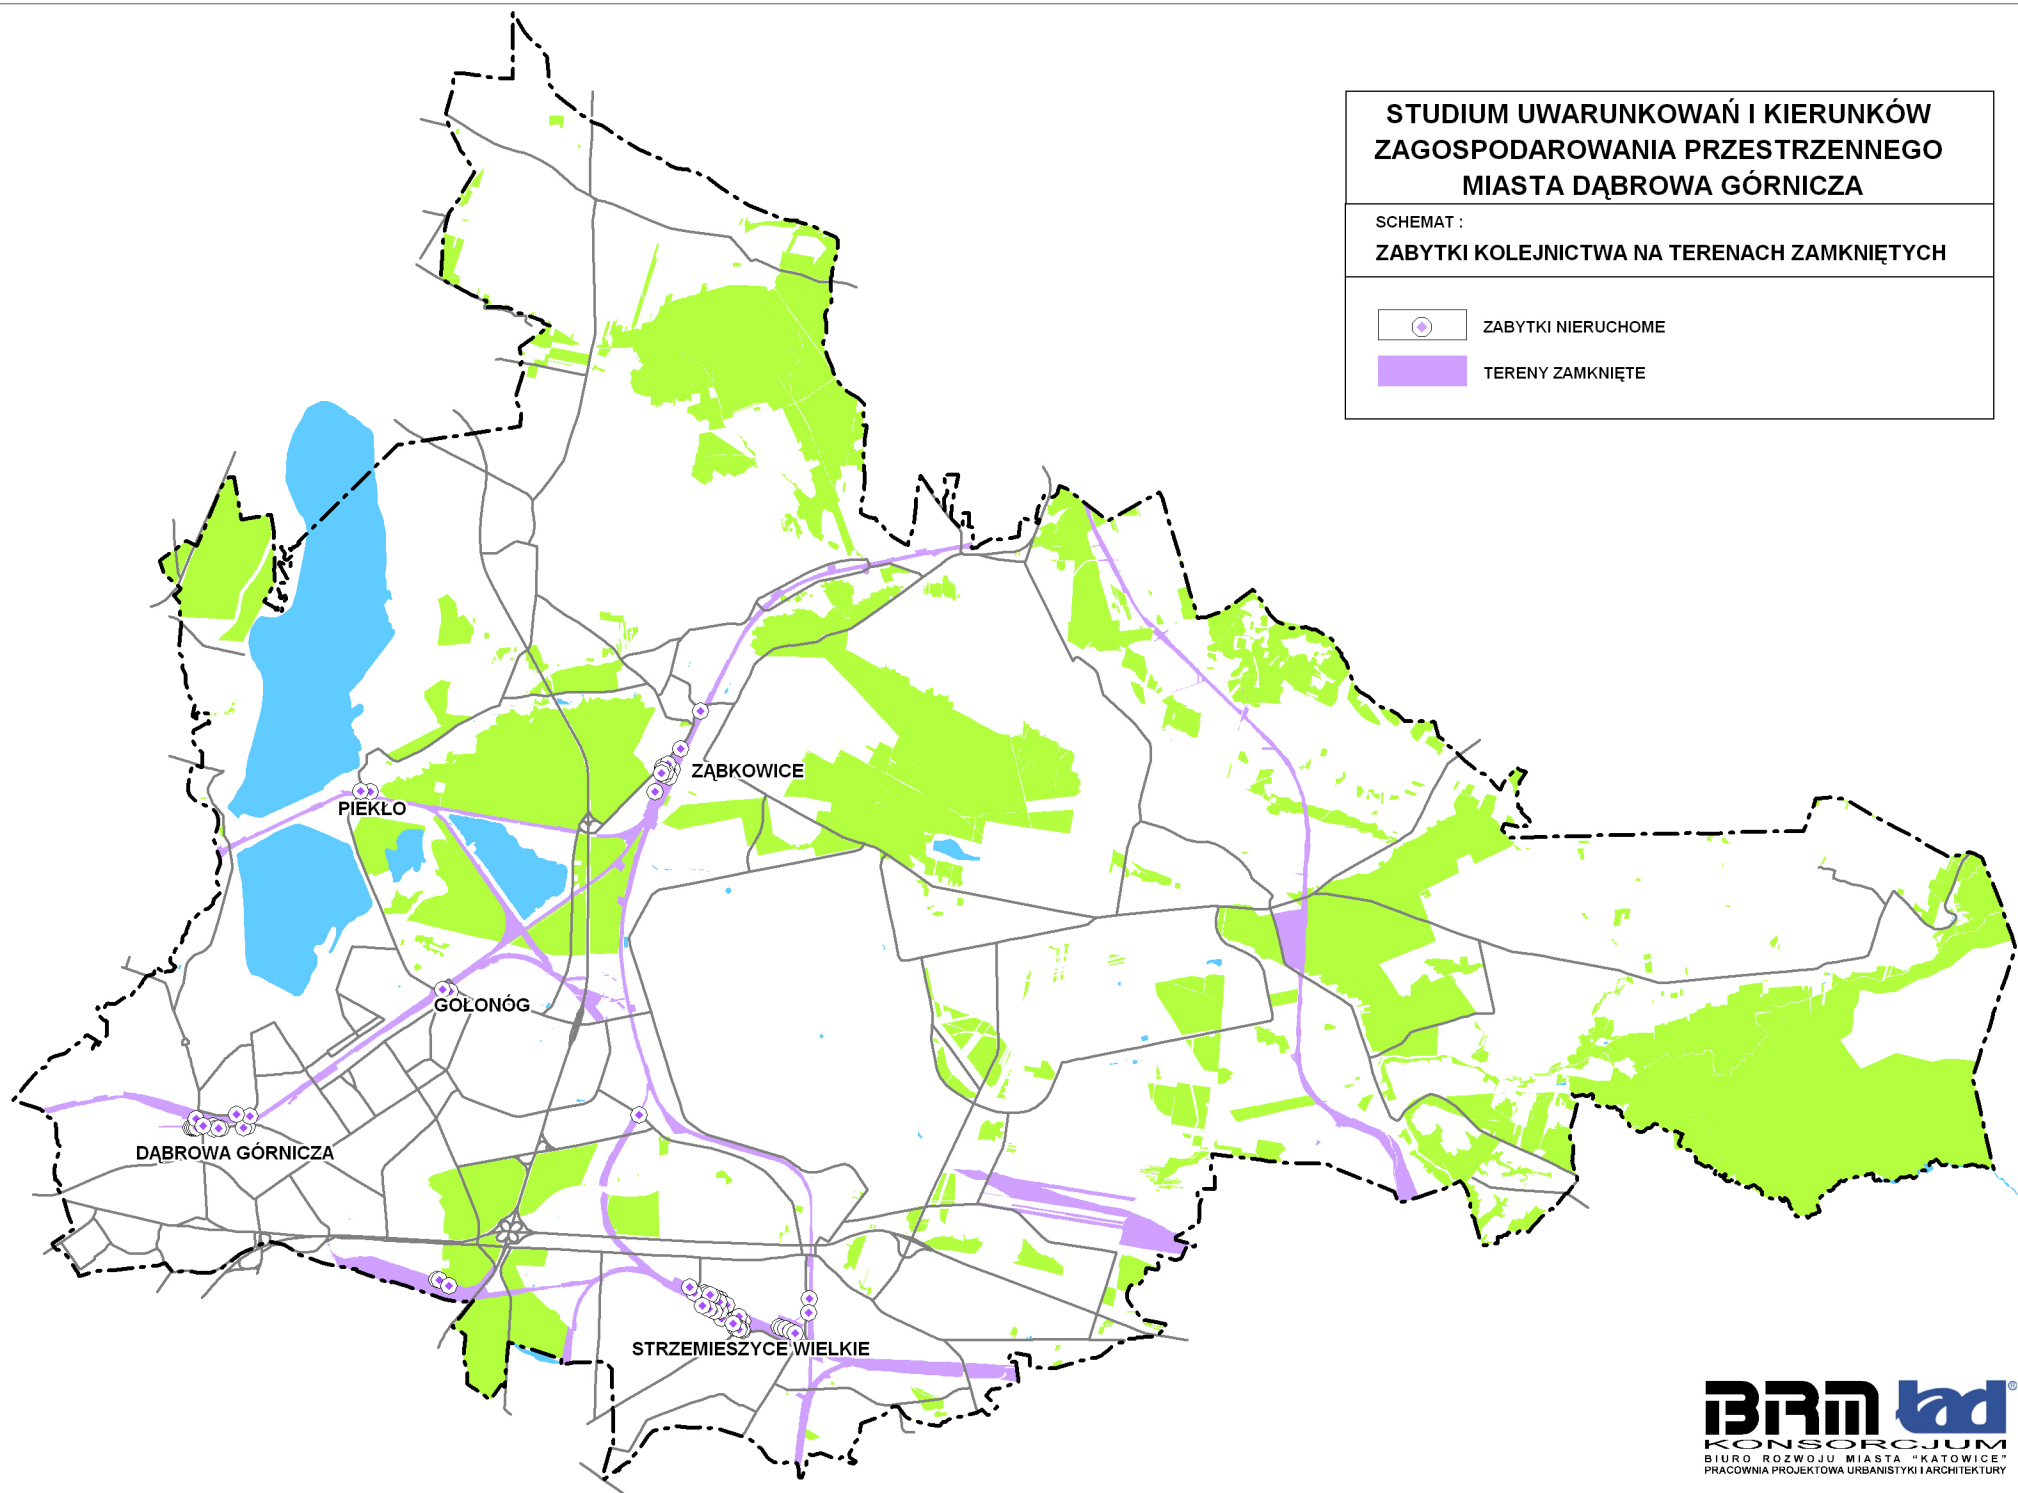 STUDIUM UWARUNKOWAŃ I KIERUNKÓW
ZAGOSPODAROWANIA PRZESTRZENNEGO
MIASTA DĄBROWA GÓRNICZA
SCHEMAT :
ZABYTKI KOLEJNICTWA NA TERENACH ZAMKNIĘTYCH
ZABYTKI NIERUCHOME
TERENY ZAMKNIĘTE
ZĄBKOWICE
PIEKŁO
GOŁONÓG
DĄBROWA GÓRNICZA
STRZEMIESZYCE WIELKIE
BRM ład ®
KONSORCJUM
BIURO ROZWOJU MIASTA "KATOWICE"
PRACOWNIA PROJEKTOWA URBANISTYKI I ARCHITEKTURY